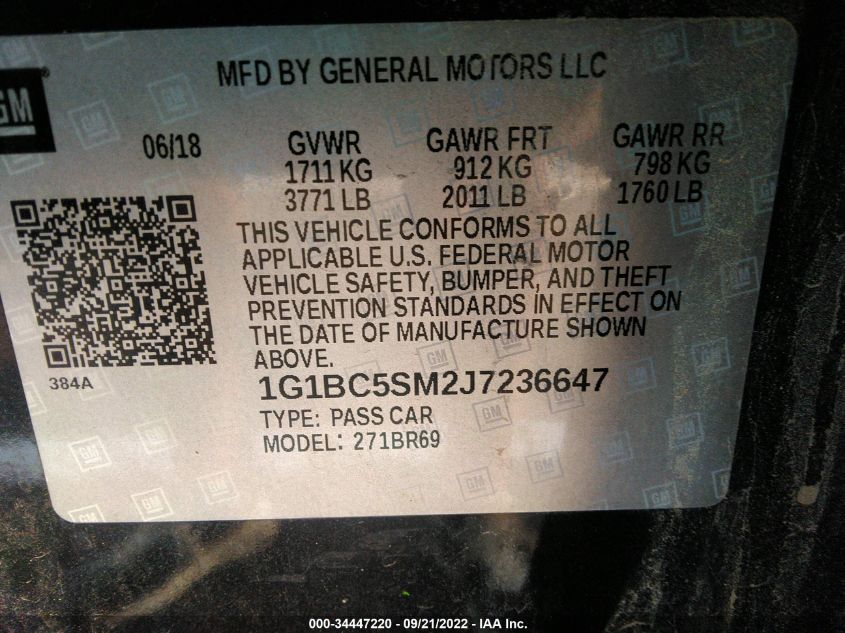 GM
MFD BY GENERAL MOTORS LLC
06/18 GVWR GAWR FRT GAWR RR
1711 KG 912 KG 798 KG
3771 LB 2011 LB 1760 LB
THIS VEHICLE CONFORMS TO ALL
APPLICABLE U.S. FEDERAL MOTOR
VEHICLE SAFETY, BUMPER, AND THEFT
PREVENTION STANDARDS IN EFFECT ON
THE DATE OF MANUFACTURE SHOWN
ABOVE.
384A
1G1BC5SM2J7236647
TYPE: PASS CAR
MODEL: 271BR69
000-34447220 - 09/21/2022 - IAA Inc.